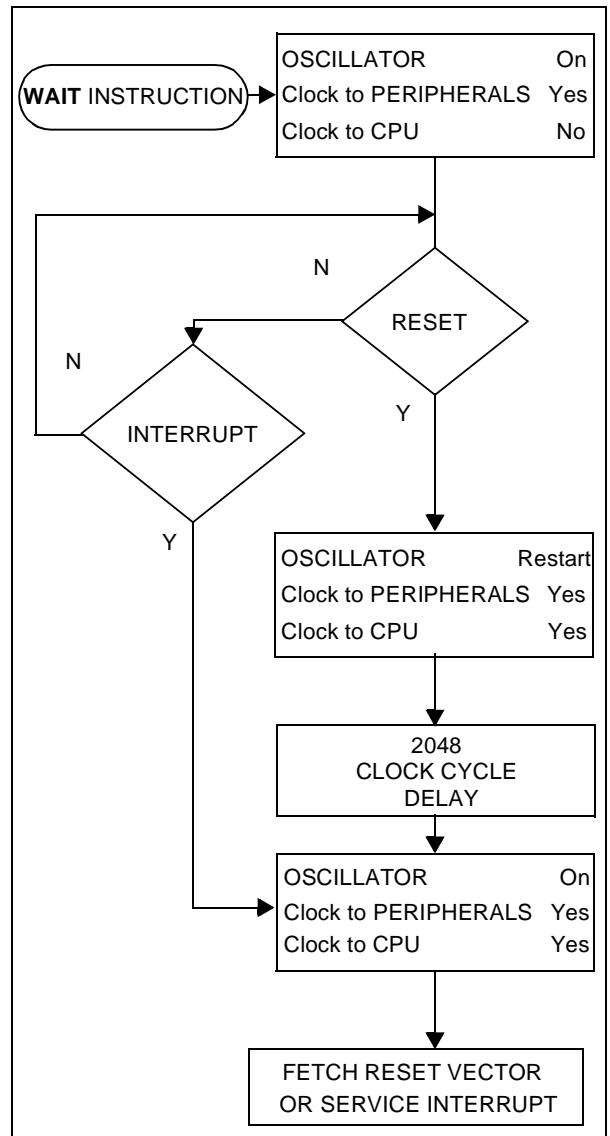 WAIT INSTRUCTION
OSCILLATOR On
Clock to PERIPHERALS Yes
Clock to CPU No
N
RESET
N
INTERRUPT
Y
Y
OSCILLATOR Restart
Clock to PERIPHERALS Yes
Clock to CPU Yes
2048
CLOCK CYCLE
DELAY
OSCILLATOR On
Clock to PERIPHERALS Yes
Clock to CPU Yes
FETCH RESET VECTOR
OR SERVICE INTERRUPT